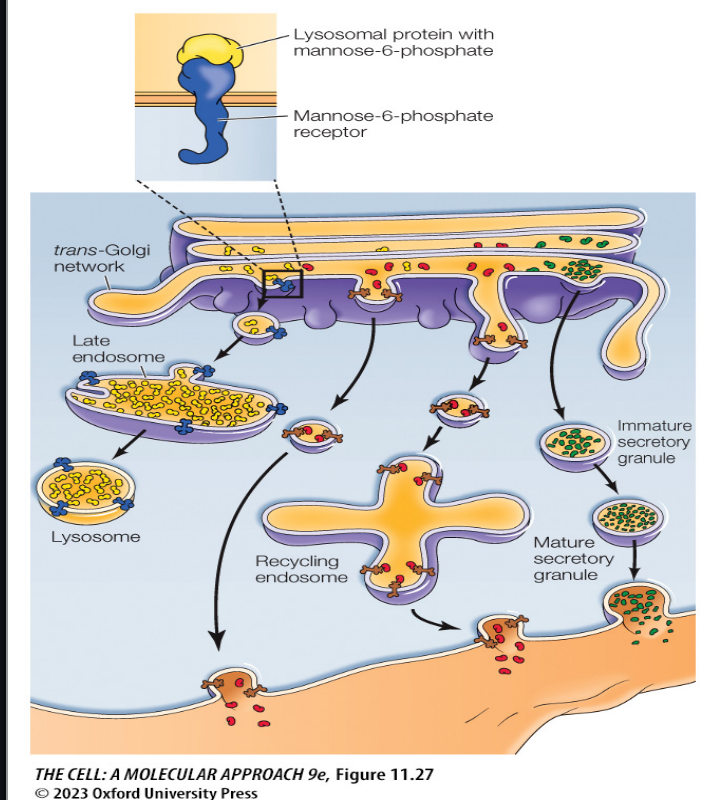 Lysosomal protein with
mannose-6-phosphate
Mannose-6-phosphate
receptor
trans-Golgi
network
Late
endosome
Immature
secretory
granule
Lysosome
Recycling
endosome
Mature
secretory
granule
THE CELL: A MOLECULAR APPROACH 9e, Figure 11.27
© 2023 Oxford University Press